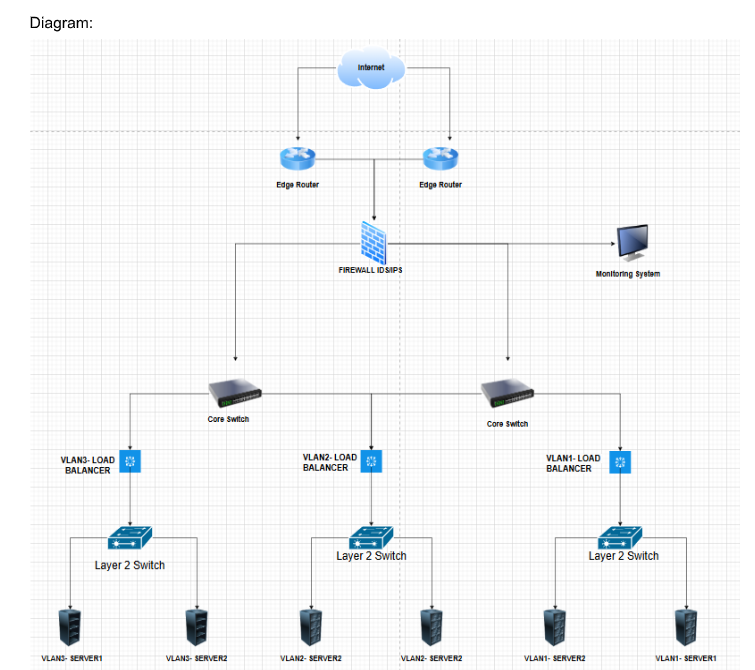 Diagram:
Internet
Edge Router
Edge Router
FIREWALL IDS/IPS
Monitoring System
Core Switch
Core Switch
VLAN3- LOAD
BALANCER
VLAN2- LOAD
BALANCER
VLAN1- LOAD
BALANCER
Layer 2 Switch
Layer 2 Switch
Layer 2 Switch
VLAN3- SERVER1
VLAN3- SERVER2
VLAN2- SERVER2
VLAN2- SERVER2
VLAN1- SERVER2
VLAN1- SERVER1